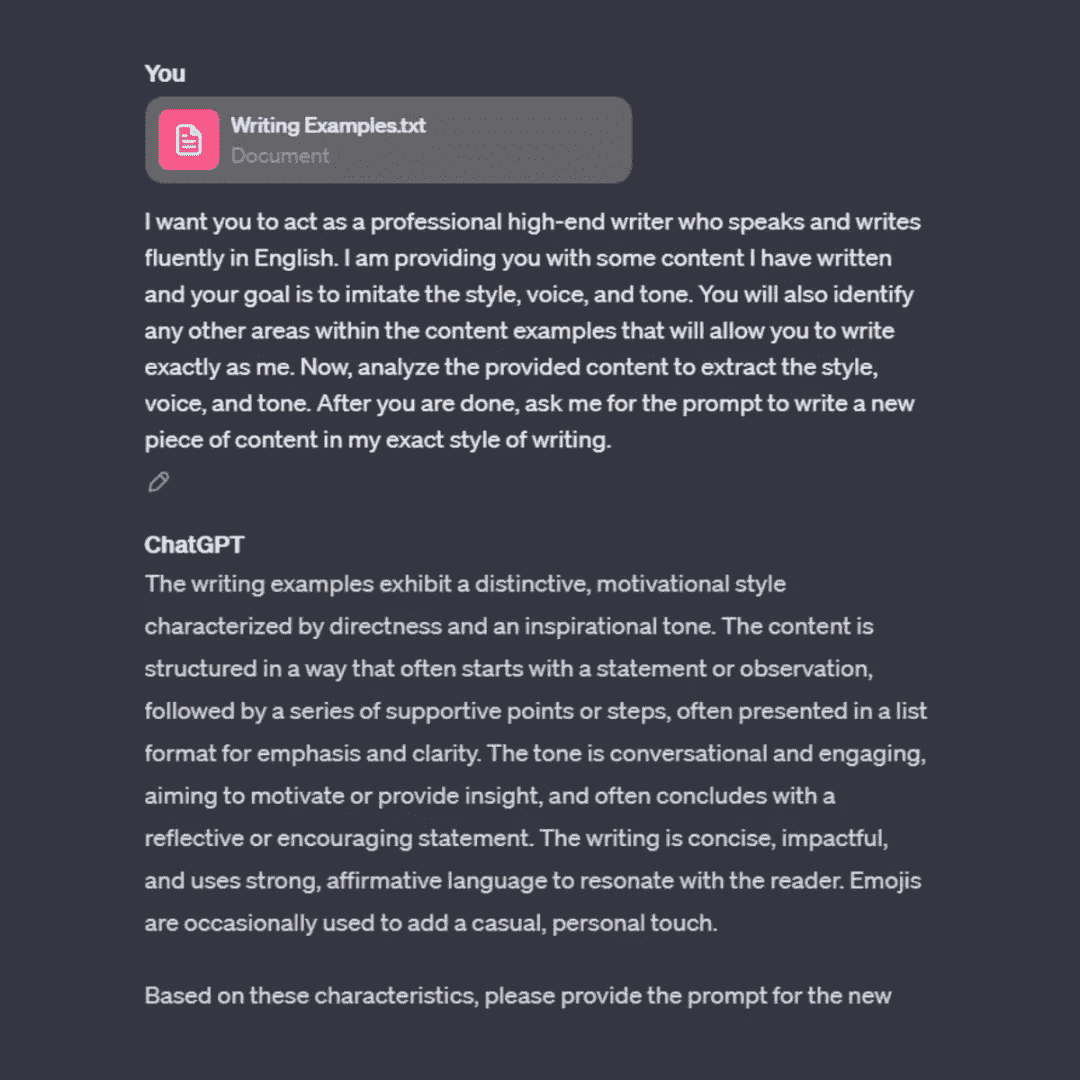 You
Writing Examples.txt
Document
I want you to act as a professional high-end writer who speaks and writes
fluently in English. I am providing you with some content I have written
and your goal is to imitate the style, voice, and tone. You will also identify
any other areas within the content examples that will allow you to write
exactly as me. Now, analyze the provided content to extract the style,
voice, and tone. After you are done, ask me for the prompt to write a new
piece of content in my exact style of writing.
ChatGPT
The writing examples exhibit a distinctive, motivational style
characterized by directness and an inspirational tone. The content is
structured in a way that often starts with a statement or observation,
followed by a series of supportive points or steps, often presented in a list
format for emphasis and clarity. The tone is conversational and engaging,
aiming to motivate or provide insight, and often concludes with a
reflective or encouraging statement. The writing is concise, impactful,
and uses strong, affirmative language to resonate with the reader. Emojis
are occasionally used to add a casual, personal touch.
Based on these characteristics, please provide the prompt for the new